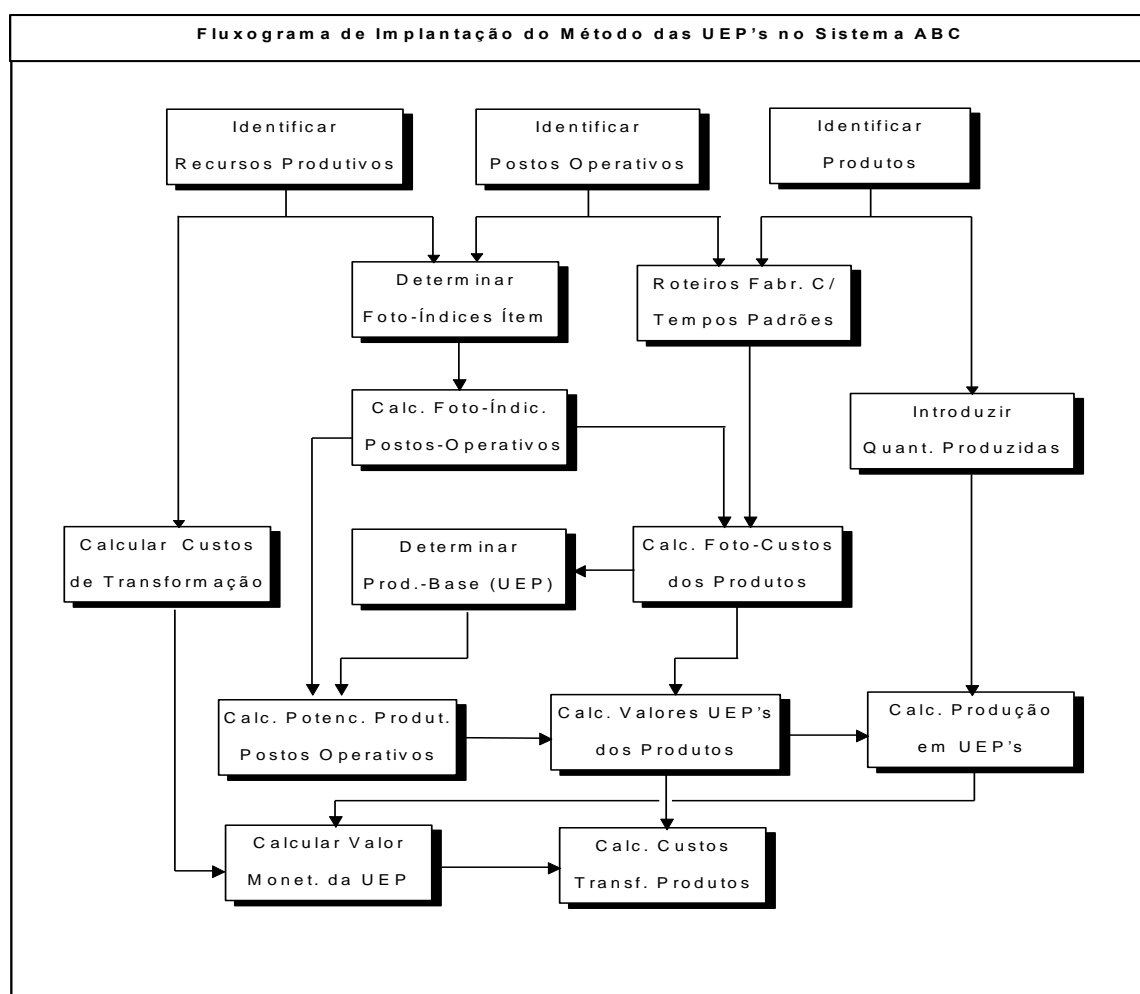 Fluxograma de Implantação do Método das UEP's no Sistema ABC
Identificar
Recursos Produtivos
Identificar
Postos Operativos
Identificar
Produtos
Determinar
Foto-Índices Ítem
Roteiros Fabr. C/
Tempos Padrões
Calc. Foto-Índic.
Postos-Operativos
Introduzir
Quant. Produzidas
Calcular Custos
de Transformação
Determinar
Prod.-Base (UEP)
Calc. Foto-Custos
dos Produtos
Calc. Potenc. Produt.
Postos Operativos
Calc. Valores UEP's
dos Produtos
Calc. Produção
em UEP's
Calcular Valor
Monet. da UEP
Calc. Custos
Transf. Produtos